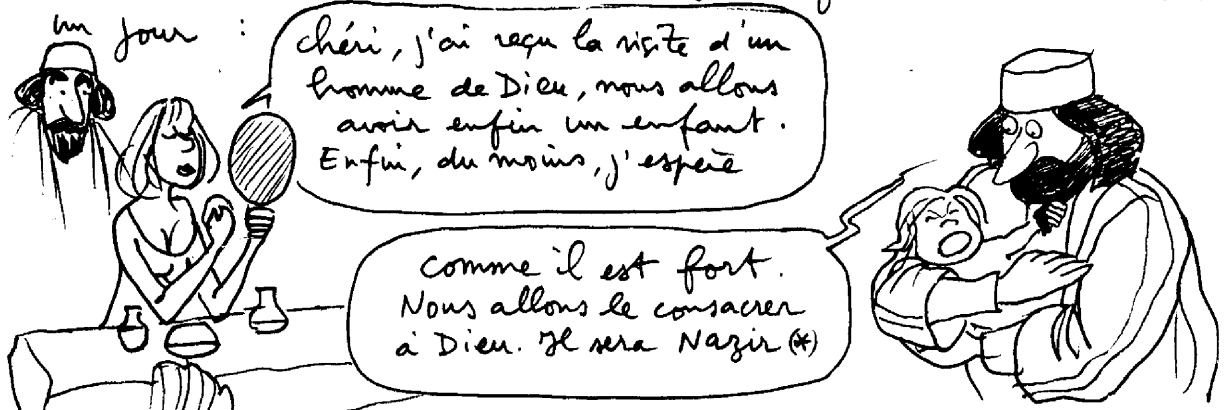 un jour :
chéri, j'ai reçu la visite d'un
homme de Dieu, nous allons
avoir enfin un enfant.
Enfin, du moins, j'espère
comme il est fort.
Nous allons le consacrer
à Dieu. Il sera Nazir (*)